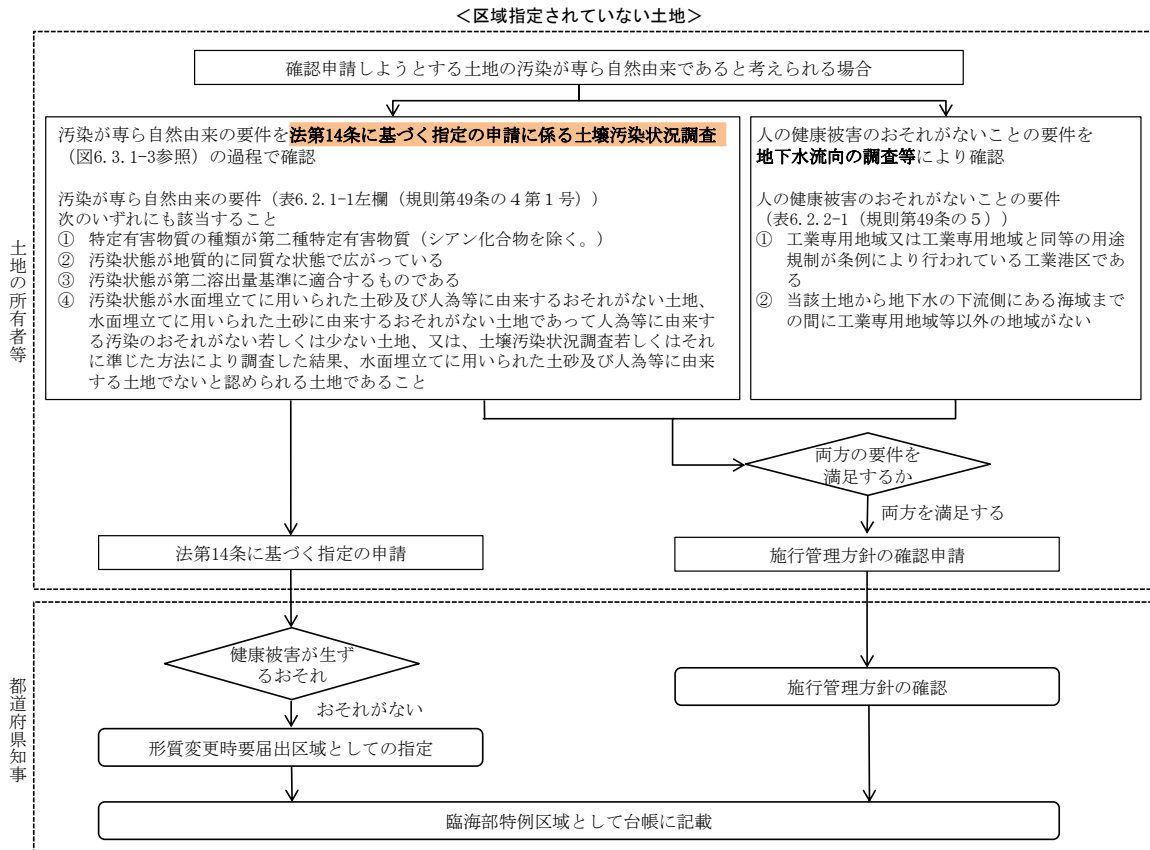 ＜区域指定されていない土地＞
土地の所有者等
確認申請しようとする土地の汚染が専ら自然由来であると考えられる場合
汚染が専ら自然由来の要件を法第14条に基づく指定の申請に係る土壌汚染状況調査
（図6.3.1-3参照）の過程で確認
汚染が専ら自然由来の要件（表6.2.1-1左欄（規則第49条の４第１号））
次のいずれにも該当すること
① 特定有害物質の種類が第二種特定有害物質（シアン化合物を除く。）
② 汚染状態が地質的に同質な状態で広がっている
③ 汚染状態が第二溶出量基準に適合するものである
④ 汚染状態が水面埋立てに用いられた土砂及び人為等に由来するおそれがない土地、
水面埋立てに用いられた土砂に由来するおそれがない土地であって人為等に由来す
る汚染のおそれがない若しくは少ない土地、又は、土壌汚染状況調査若しくはそれ
に準じた方法により調査した結果、水面埋立てに用いられた土砂及び人為等に由来
する土地でないと認められる土地であること
人の健康被害のおそれがないことの要件を
地下水流向の調査等により確認
人の健康被害のおそれがないことの要件
（表6.2.2-1（規則第49条の５））
① 工業専用地域又は工業専用地域と同等の用途
規制が条例により行われている工業港区であ
る
② 当該土地から地下水の下流側にある海域まで
の間に工業専用地域等以外の地域がない
両方の要件を
満足するか
両方を満足する
法第14条に基づく指定の申請
施行管理方針の確認申請
都道府県知事
健康被害が生ず
るおそれ
おそれがない
施行管理方針の確認
形質変更時要届出区域としての指定
臨海部特例区域として台帳に記載